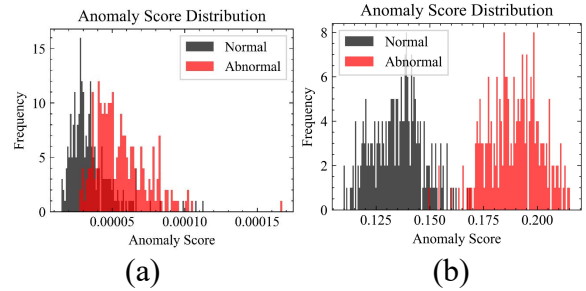 Anomaly Score Distribution
Normal
Abnormal
Frequency
15
10
5
0
0.00005
0.00010
0.00015
Anomaly Score
(a)
Anomaly Score Distribution
Normal
Abnormal
Frequency
8
6
4
2
0
0.125
0.150
0.175
0.200
Anomaly Score
(b)